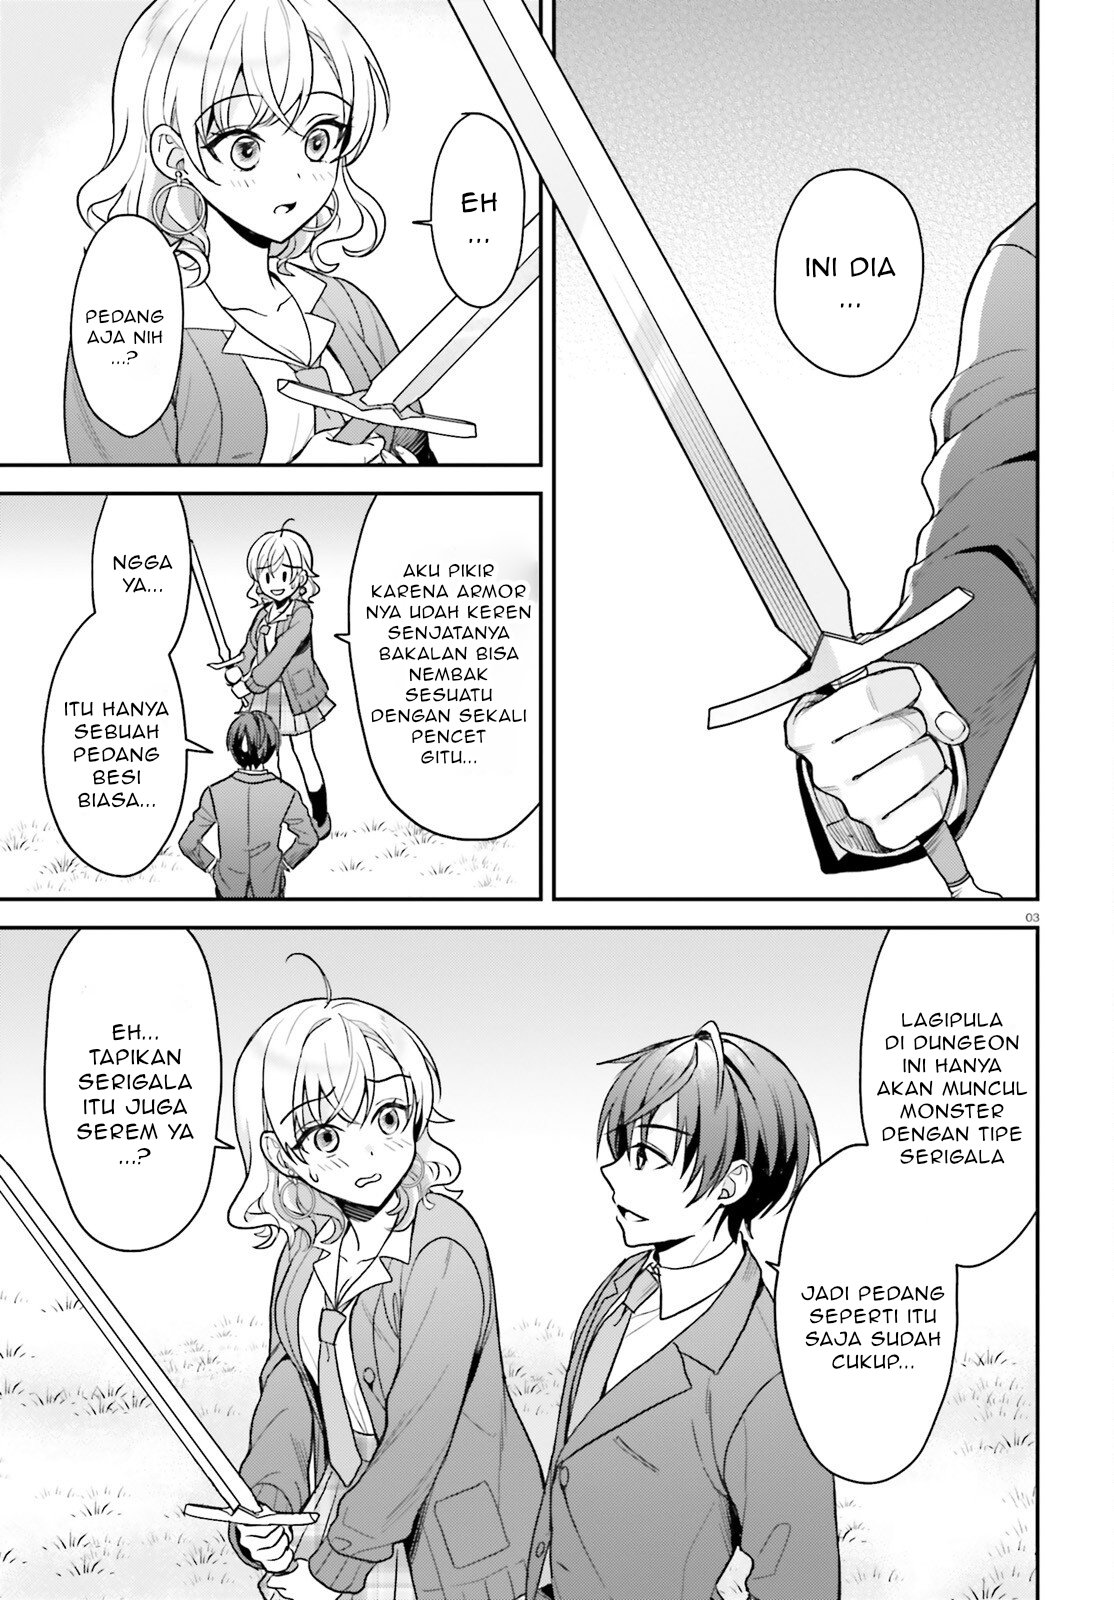 INI DIA
...
EH
...
PEDANG
AJA NIH
...?
AKU PIKIR
KARENA ARMOR
NYA UDAH KEREN
SENJATANYA
BAKALAN BISA
NEMBAK
SESUATU
DENGAN SEKALI
PENCET
GITU...
NGGA
YA...
ITU HANYA
SEBUAH
PEDANG
BESI
BIASA...
03
LAGIPULA
DI DUNGEON
INI HANYA
AKAN MUNCUL
MONSTER
DENGAN TIPE
SERIGALA
JADI PEDANG
SEPERTI ITU
SAJA SUDAH
CUKUP...
EH...
TAPIKAN
SERIGALA
ITU JUGA
SEREM YA
...?